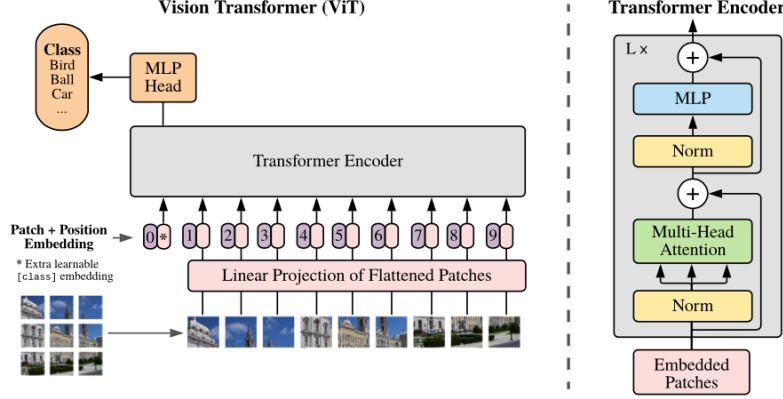 Vision Transformer (ViT)
Class
Bird
Ball
Car
...
MLP
Head
Transformer Encoder
Patch + Position
Embedding
0 * 1 2 3 4 5 6 7 8 9
* Extra learnable
[class] embedding
Linear Projection of Flattened Patches
Transformer Encoder
L ×
+
MLP
Norm
+
Multi-Head
Attention
Norm
Embedded
Patches